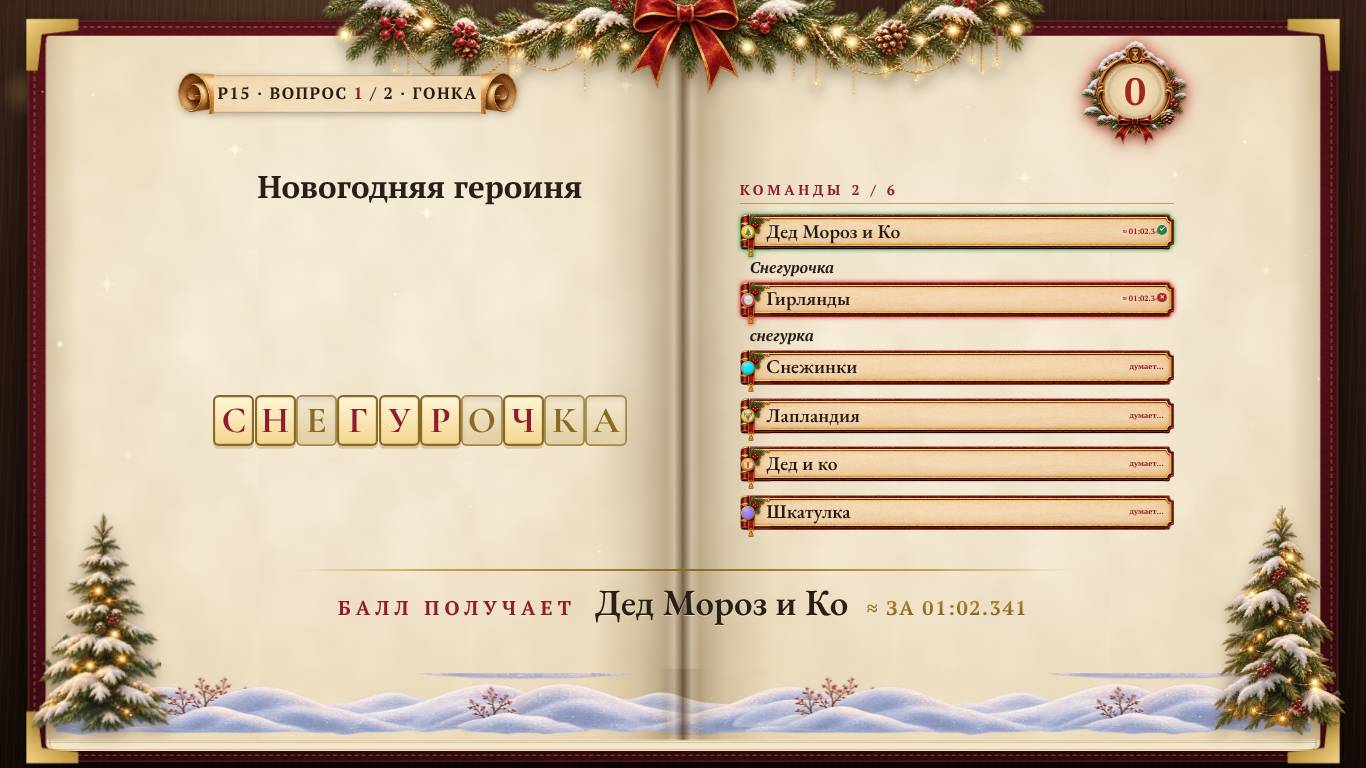 Р15 · ВОПРОС 1 / 2 · ГОНКА
0
Новогодняя героиня
СНЕГУРОЧКА
КОМАНДЫ 2 / 6
Дед Мороз и Ко ≈ 01:02.3
Снегурочка
Гирлянды ≈ 01:02.3
снегурка
Снежинки думает...
Лапландия думает...
Дед и ко думает...
Шкатулка думает...
БАЛЛ ПОЛУЧАЕТ Дед Мороз и Ко ≈ ЗА 01:02.341